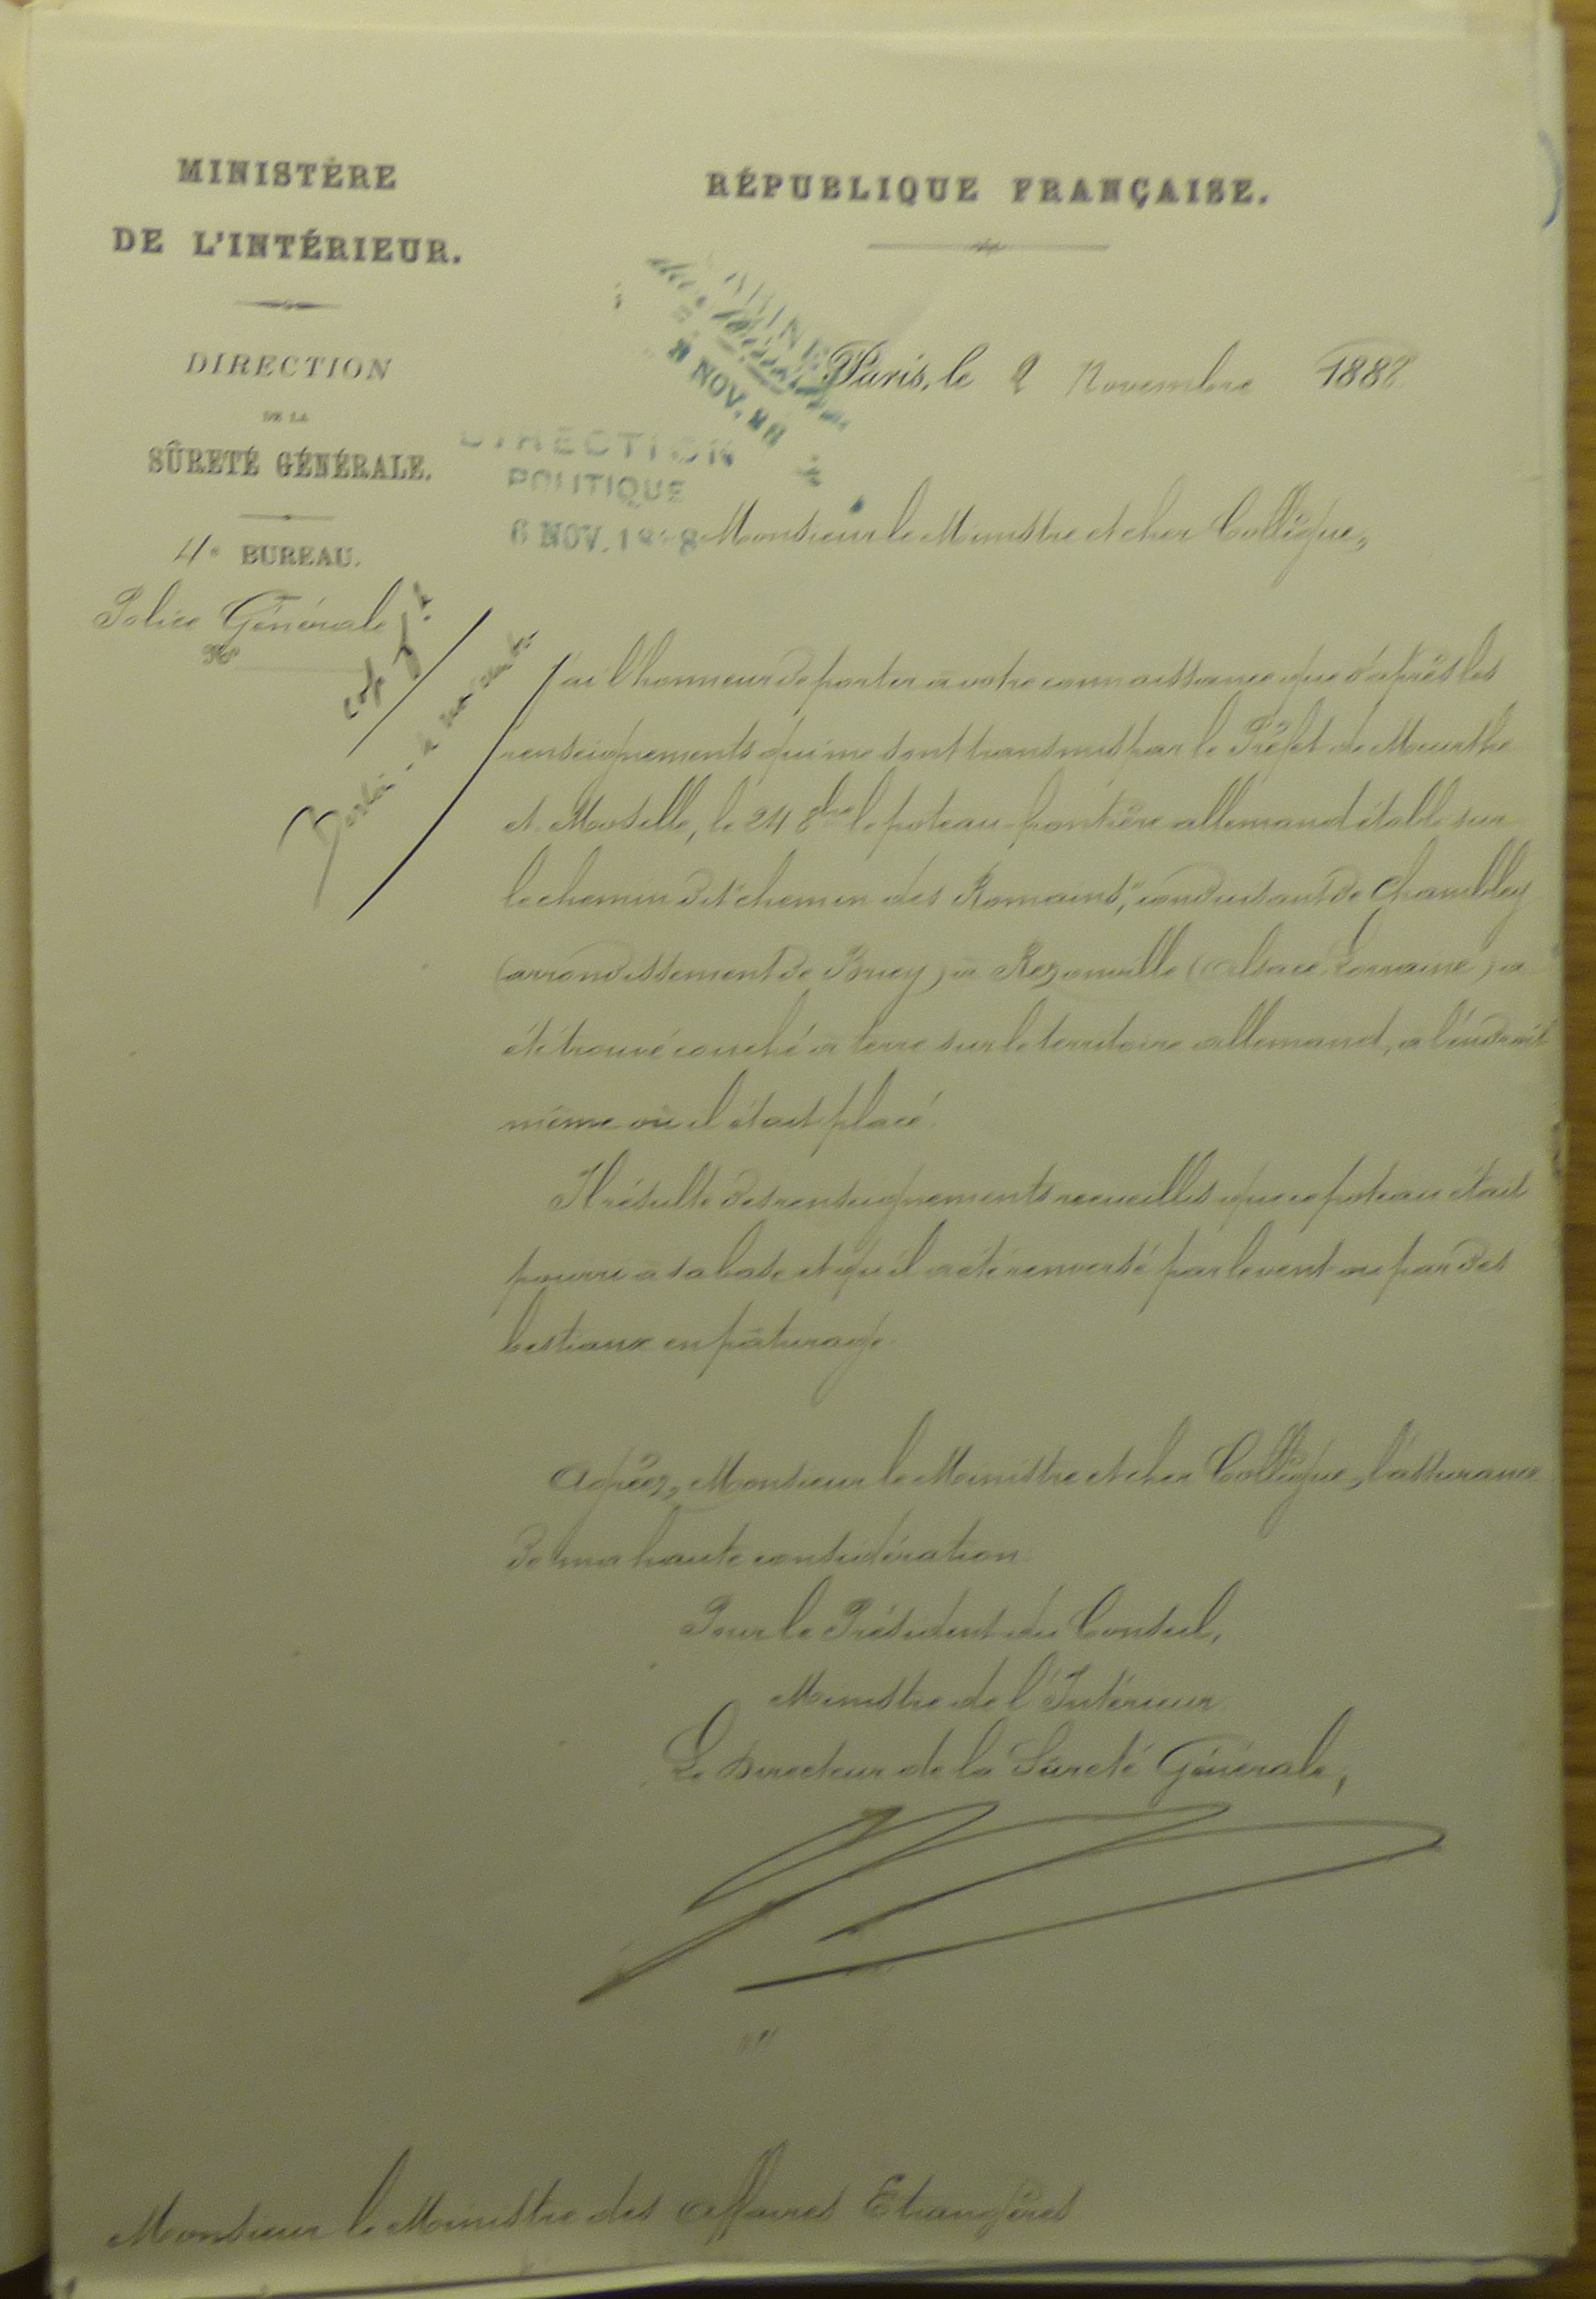 MINISTÈRE
DE L'INTÉRIEUR.
DIRECTION
DE LA
SÛRETÉ GÉNÉRALE.
4e BUREAU.
Police Générale
No
RÉPUBLIQUE FRANÇAISE.
NOV. 88
Paris, le 2 Novembre 1888
DIRECTION
POLITIQUE
6 NOV. 1888
Monsieur le Ministre et cher Collègue,
J'ai l'honneur de porter à votre connaissance que d'après les
renseignements qui me sont transmis par le Préfet de Meurthe
et Moselle, le 24 8bre le poteau-frontière allemand établi sur
le chemin dit "chemin des Romains", conduisant de Chambley
(arrondissement de Briey) à Rezonville (Alsace Lorraine) a
été trouvé couché à terre sur le territoire allemand, à l'endroit
même où il était placé.
Il résulte des renseignements recueillis que ce poteau était
pourri à sa base et qu'il a été renversé par le vent ou par des
bestiaux en pâturage.
Agréez, Monsieur le Ministre et cher Collègue, l'assurance
de ma haute considération
Pour le Président du Conseil,
Ministre de l'Intérieur
Le Directeur de la Sûreté Générale,
Monsieur le Ministre des Affaires Etrangères